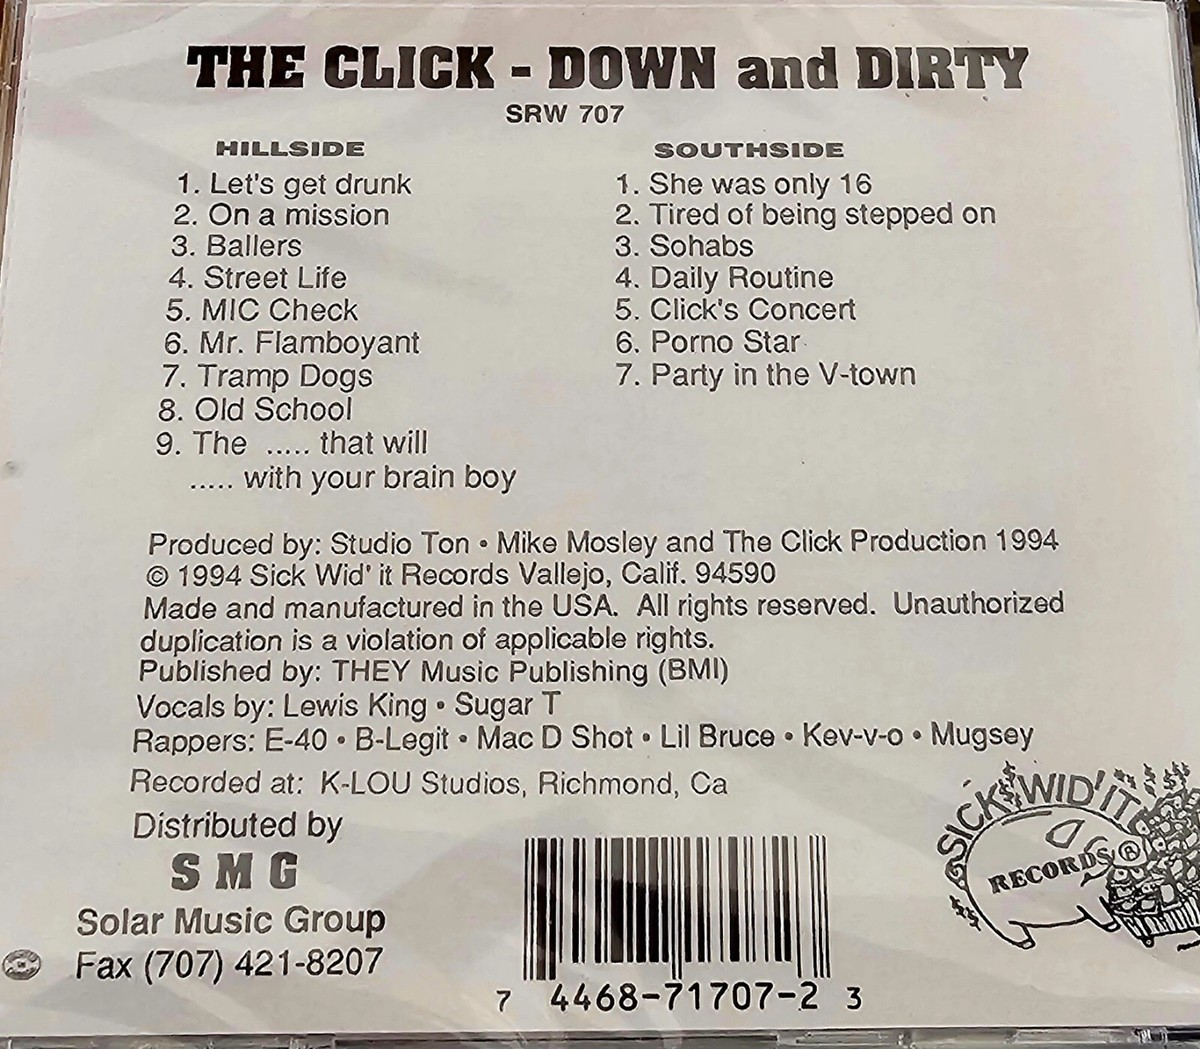 THE CLICK - DOWN and DIRTY
SRW 707
HILLSIDE
1. Let's get drunk
2. On a mission
3. Ballers
4. Street Life
5. MIC Check
6. Mr. Flamboyant
7. Tramp Dogs
8. Old School
9. The ..... that will
..... with your brain boy
SOUTHSIDE
1. She was only 16
2. Tired of being stepped on
3. Sohabs
4. Daily Routine
5. Click's Concert
6. Porno Star
7. Party in the V-town
Produced by: Studio Ton • Mike Mosley and The Click Production 1994
© 1994 Sick Wid' it Records Vallejo, Calif. 94590
Made and manufactured in the USA. All rights reserved. Unauthorized
duplication is a violation of applicable rights.
Published by: THEY Music Publishing (BMI)
Vocals by: Lewis King • Sugar T
Rappers: E-40 • B-Legit • Mac D Shot • Lil Bruce • Kev-v-o • Mugsey
Recorded at: K-LOU Studios, Richmond, Ca
Distributed by
S M G
Solar Music Group
Fax (707) 421-8207
7 4468-71707-2 3
SICK WID' IT
RECORDS ®